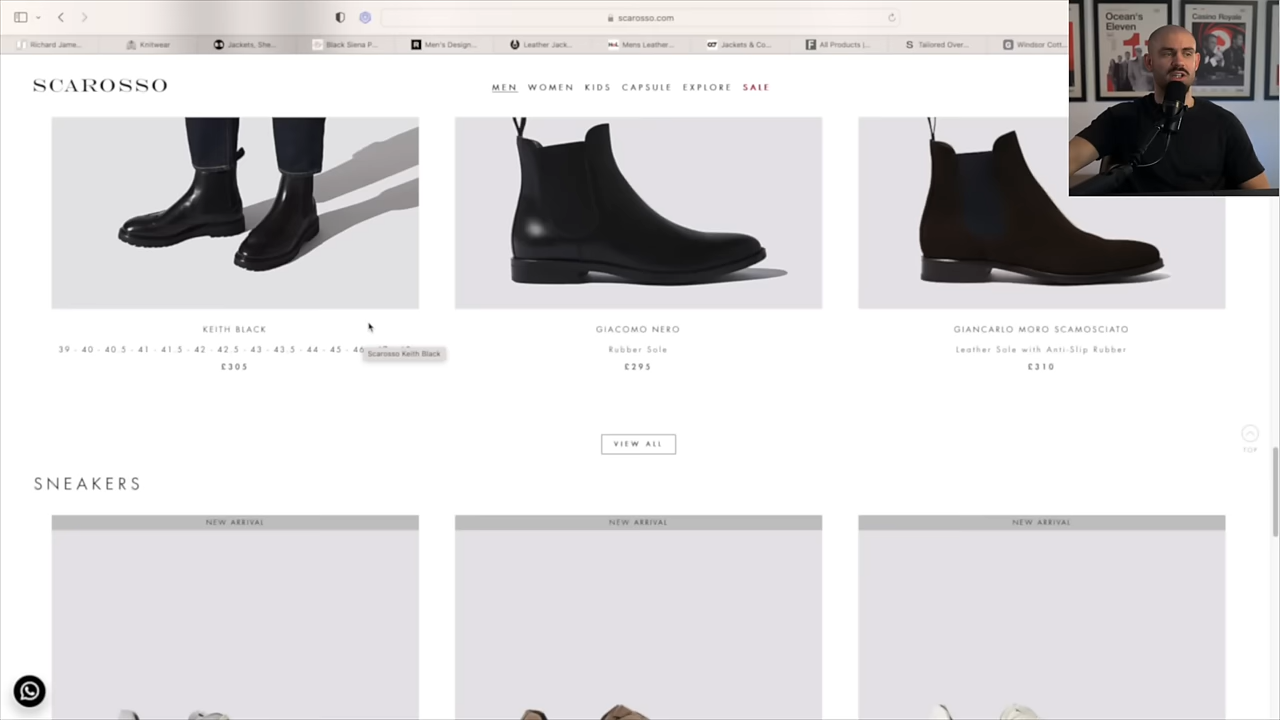 scarosso.com
Richard Jame...
Knitwear
Jackets, She...
Black Siena P...
Men's Design...
Leather Jack...
Mens Leather...
Jackets & Co...
All Products |...
Tailored Over...
Windsor Cott...
Ocean's Eleven
Casino Royale
SCAROSSO
MEN WOMEN KIDS CAPSULE EXPLORE SALE
KEITH BLACK
39 - 40 - 40.5 - 41 - 41.5 - 42 - 42.5 - 43 - 43.5 - 44 - 45 - 46
Scarosso Keith Black
£305
GIACOMO NERO
Rubber Sole
£295
GIANCARLO MORO SCAMOSCIATO
Leather Sole with Anti-Slip Rubber
£310
VIEW ALL
TOP
SNEAKERS
NEW ARRIVAL
NEW ARRIVAL
NEW ARRIVAL